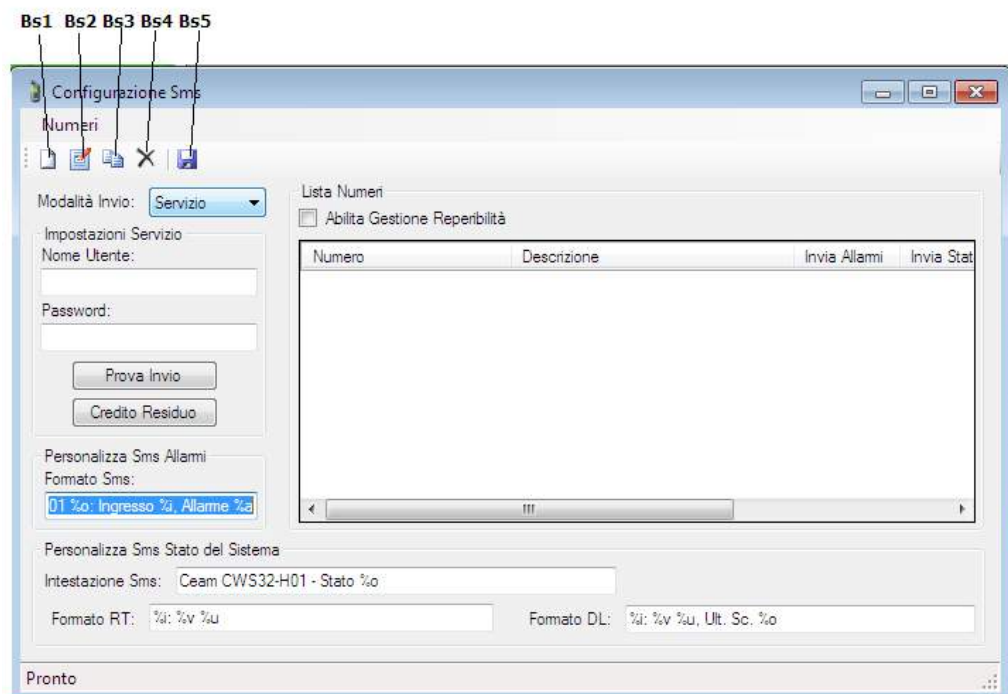 Bs1 Bs2 Bs3 Bs4 Bs5
Configurazione Sms
Numeri
Modalità Invio: Servizio
Impostazioni Servizio
Nome Utente:
Password:
Prova Invio
Credito Residuo
Personalizza Sms Allarmi
Formato Sms:
01 %o: Ingresso %i, Allarme %a
Lista Numeri
Abilita Gestione Reperibilità
Numero Descrizione Invia Allarmi Invia Stat
Personalizza Sms Stato del Sistema
Intestazione Sms: Ceam CWS32-H01 - Stato %o
Formato RT: %i: %v %u Formato DL: %i: %v %u, Ult. Sc. %o
Pronto